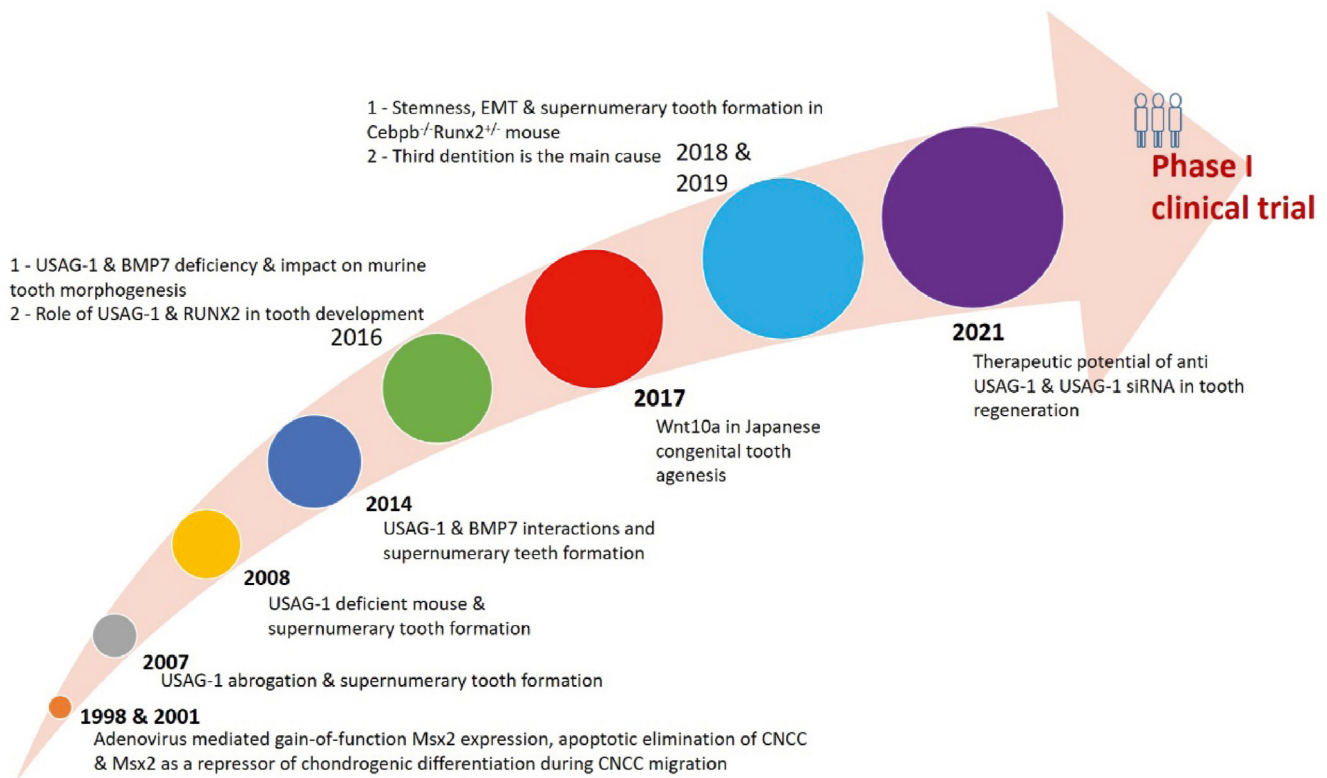 1 - Stemness, EMT & supernumerary tooth formation in
Cebpb-/-Runx2+/- mouse
2 - Third dentition is the main cause
2018 &
2019
Phase I
clinical trial
1 - USAG-1 & BMP7 deficiency & impact on murine
tooth morphogenesis
2 - Role of USAG-1 & RUNX2 in tooth development
2016
2021
Therapeutic potential of anti
USAG-1 & USAG-1 siRNA in tooth
regeneration
2017
Wnt10a in Japanese
congenital tooth
agenesis
2014
USAG-1 & BMP7 interactions and
supernumerary teeth formation
2008
USAG-1 deficient mouse &
supernumerary tooth formation
2007
USAG-1 abrogation & supernumerary tooth formation
1998 & 2001
Adenovirus mediated gain-of-function Msx2 expression, apoptotic elimination of CNCC
& Msx2 as a repressor of chondrogenic differentiation during CNCC migration